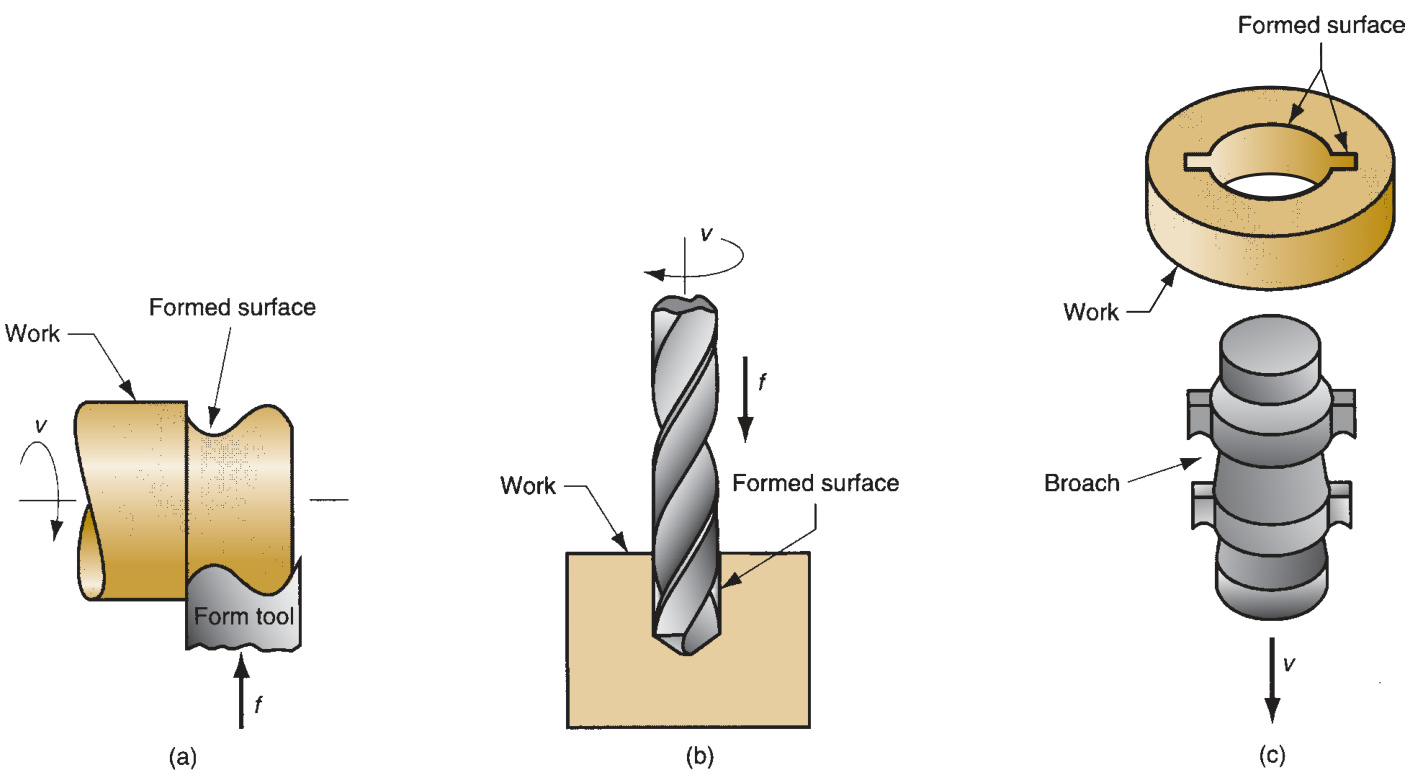 Formed surface
Work
v
Form tool
f
(a)
v
f
Work
Formed surface
(b)
Formed surface
Work
Broach
v
(c)